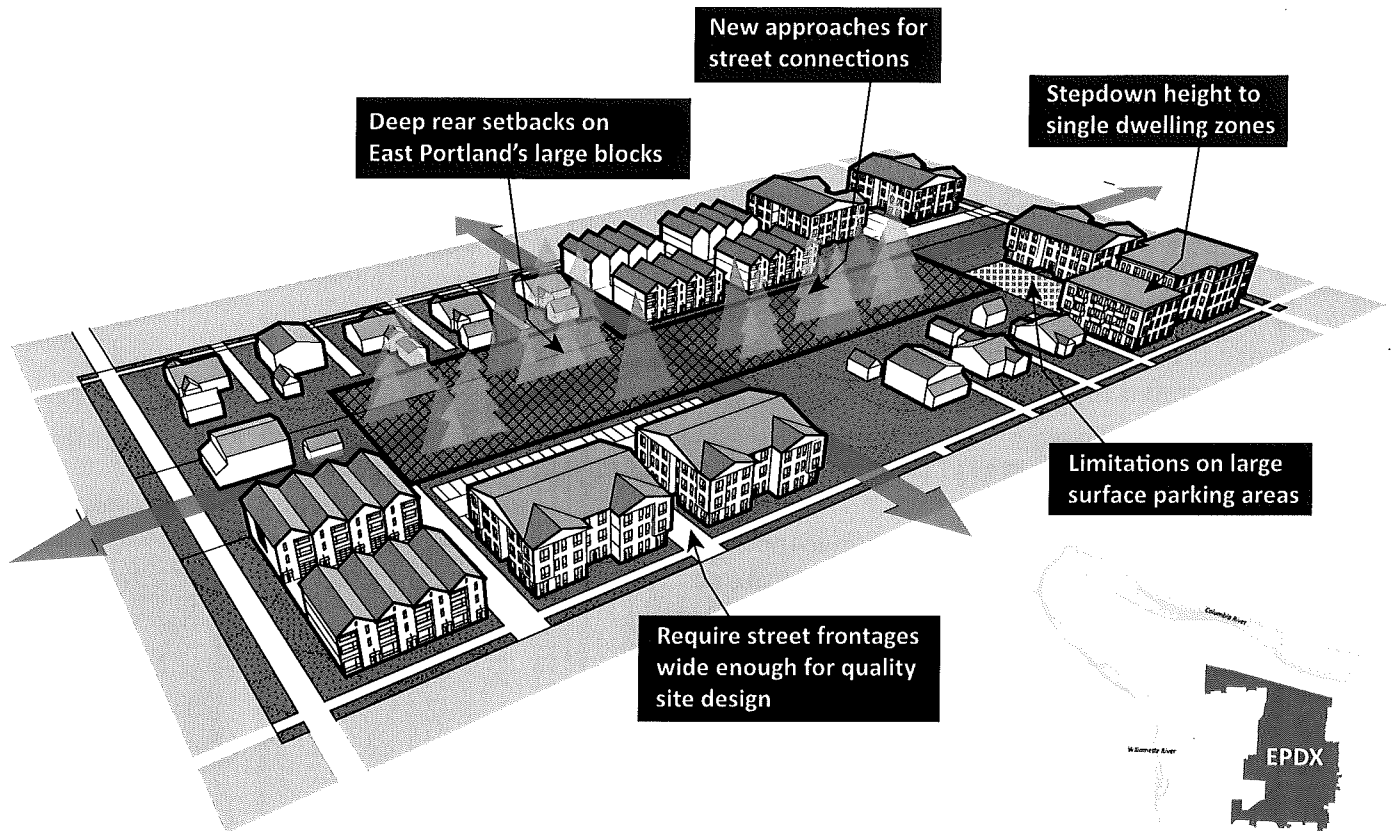 New approaches for
street connections
Stepdown height to
single dwelling zones
Deep rear setbacks on
East Portland's large blocks
Limitations on large
surface parking areas
Require street frontages
wide enough for quality
site design
Columbia River
Willamette River
EPDX